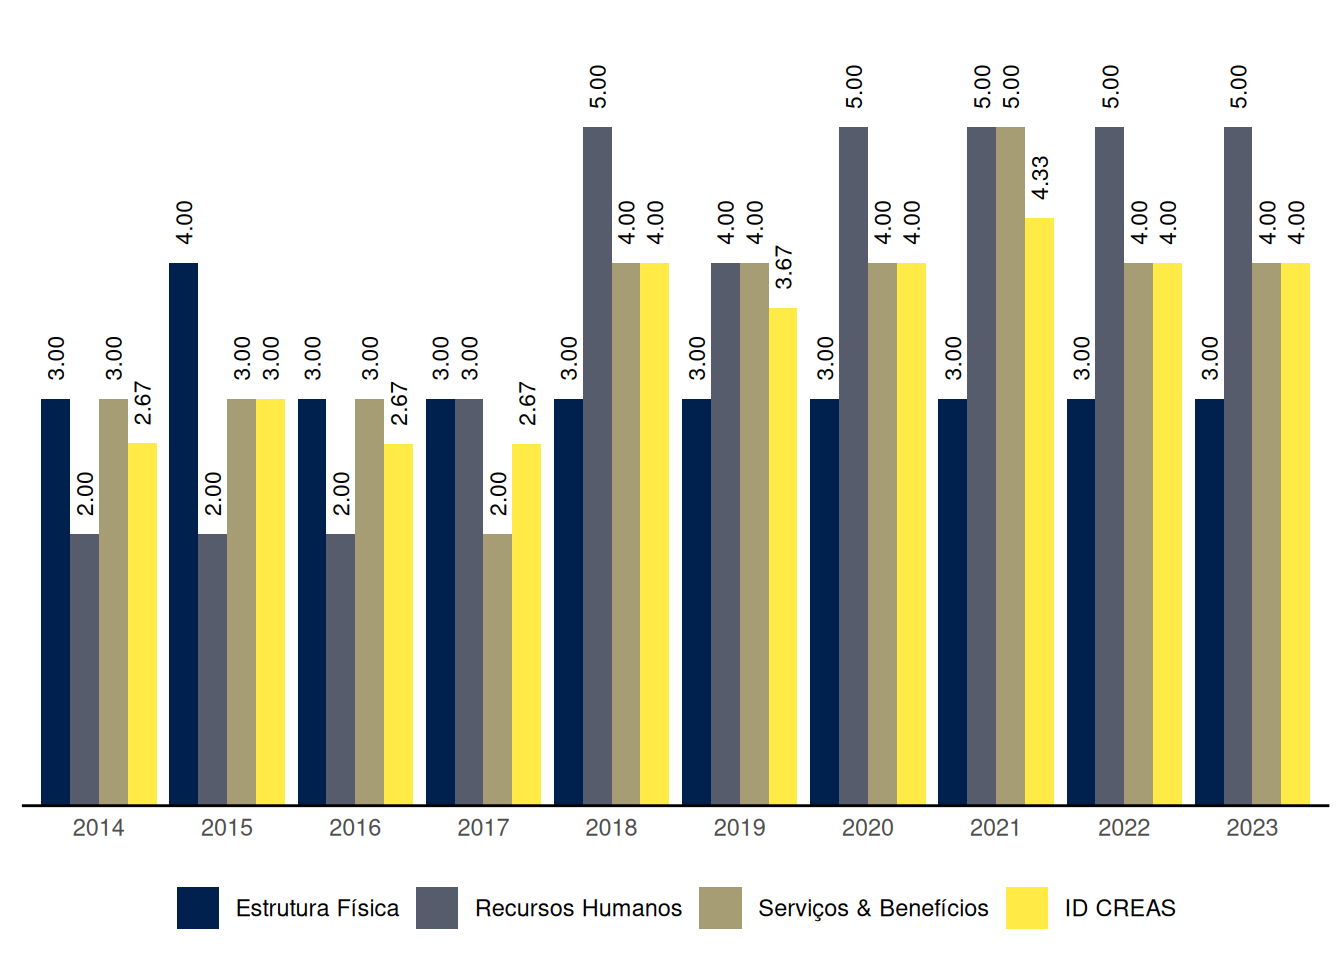 5.00 5.00 5.00 5.00 5.00 5.00
4.33
4.00 4.00 4.00 4.00 4.00 4.00 4.00 4.00 4.00 4.00 4.00
3.67
3.00 3.00 3.00 3.00 3.00 3.00 3.00 3.00 3.00 3.00 3.00 3.00 3.00 3.00
2.67 2.67 2.67
2.00 2.00 2.00 2.00
2014 2015 2016 2017 2018 2019 2020 2021 2022 2023
Estrutura Física Recursos Humanos Serviços & Benefícios ID CREAS